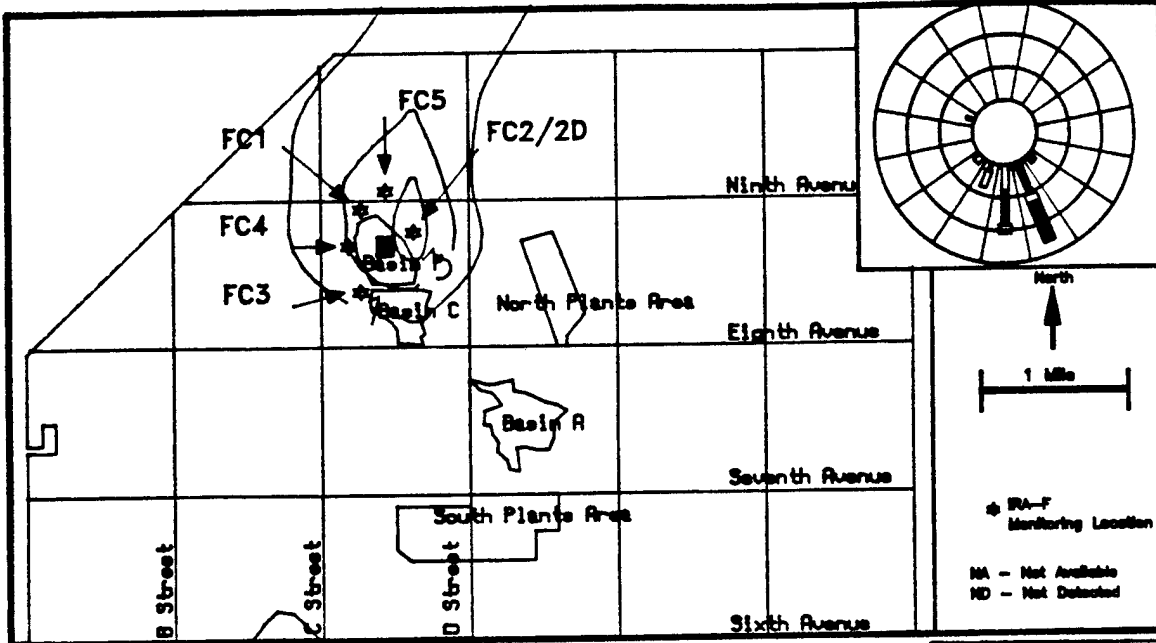 FC5
FC1
FC2/2D
Ninth Avenue
FC4
Basin F
FC3
Basin C
North Plants Area
North
Eighth Avenue
1 Mile
Basin A
Seventh Avenue
South Plants Area
IRA-F
Monitoring Location
NA - Not Available
ND - Not Detected
B Street
C Street
D Street
Sixth Avenue